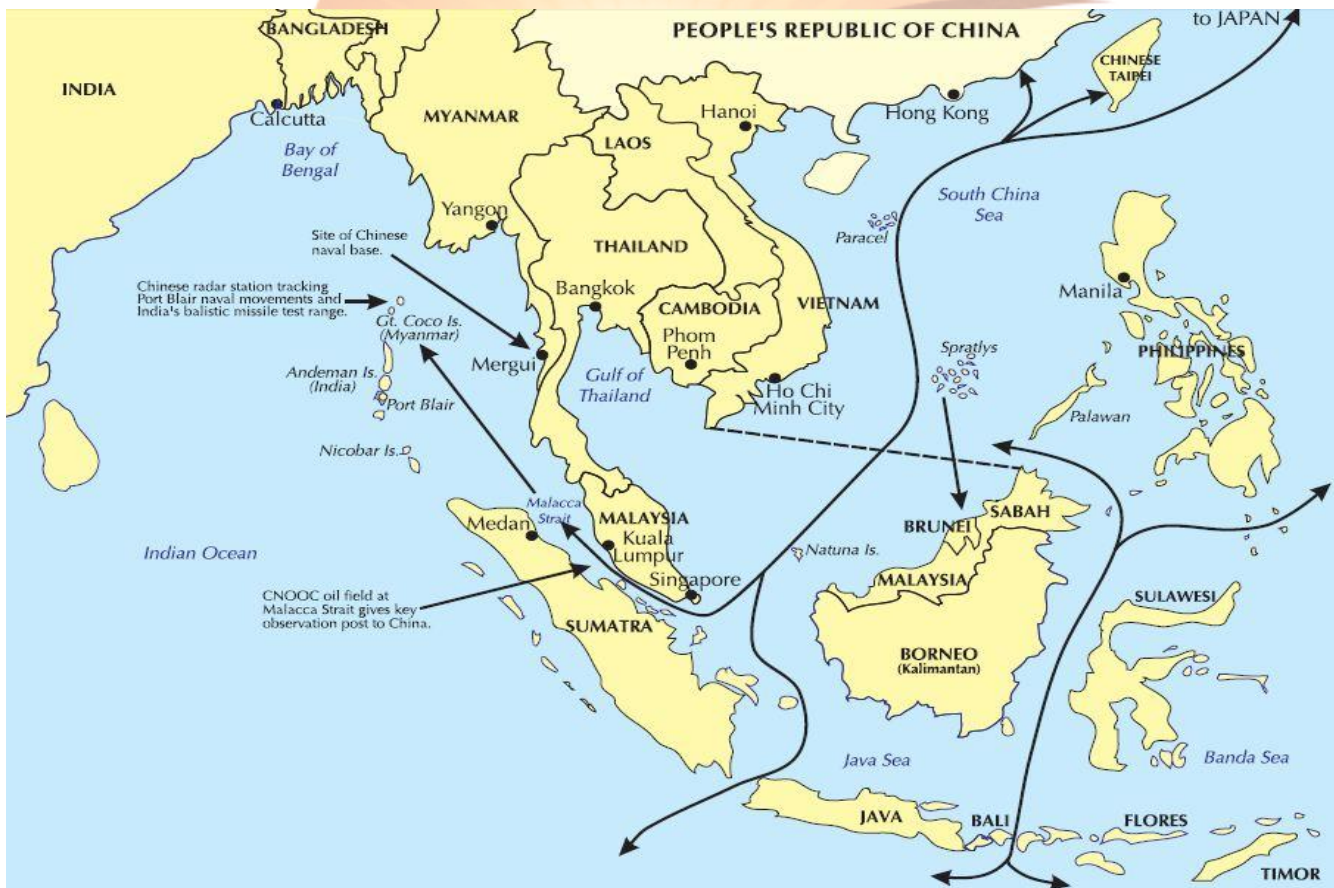 to JAPAN
BANGLADESH
PEOPLE'S REPUBLIC OF CHINA
CHINESE
TAIPEI
INDIA
Calcutta
MYANMAR
Hanoi
Hong Kong
LAOS
Bay of
Bengal
South China
Sea
Yangon
Site of Chinese
naval base.
THAILAND
Paracel
Chinese radar station tracking
Port Blair naval movements and
India's balistic missile test range.
Bangkok
CAMBODIA
VIETNAM
Manila
Gt. Coco Is.
(Myanmar)
Phom
Penh
Mergui
Spratlys
PHILIPPINES
Andeman Is.
(India)
Gulf of
Thailand
Ho Chi
Minh City
Port Blair
Palawan
Nicobar Is.
Malacca
Strait
Medan
MALAYSIA
Kuala
Lumpur
SABAH
BRUNEI
Indian Ocean
Natuna Is.
MALAYSIA
Singapore
CNOOC oil field at
Malacca Strait gives key
observation post to China.
SULAWESI
SUMATRA
BORNEO
(Kalimantan)
Java Sea
Banda Sea
JAVA
BALI
FLORES
TIMOR